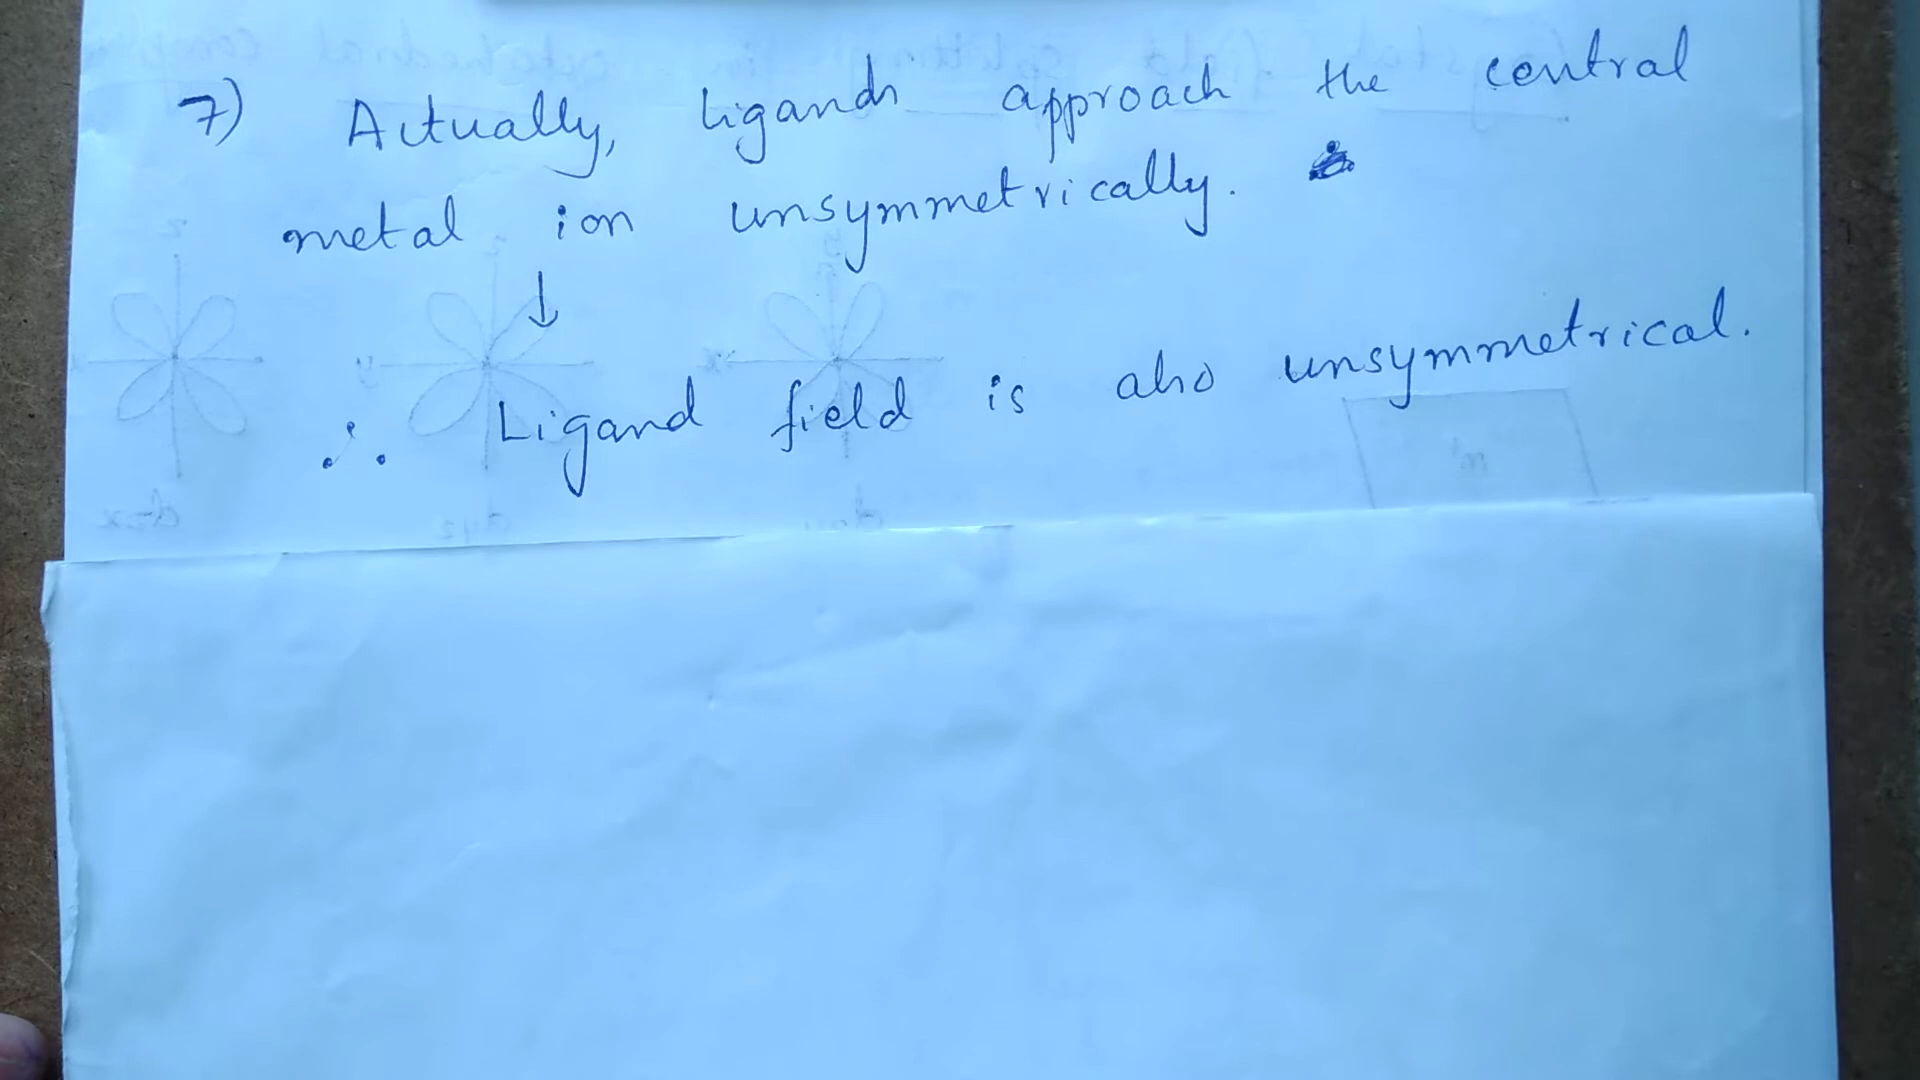 7) Actually, Ligands approach the central
metal ion unsymmetrically.
↓
∴ Ligand field is also unsymmetrical.